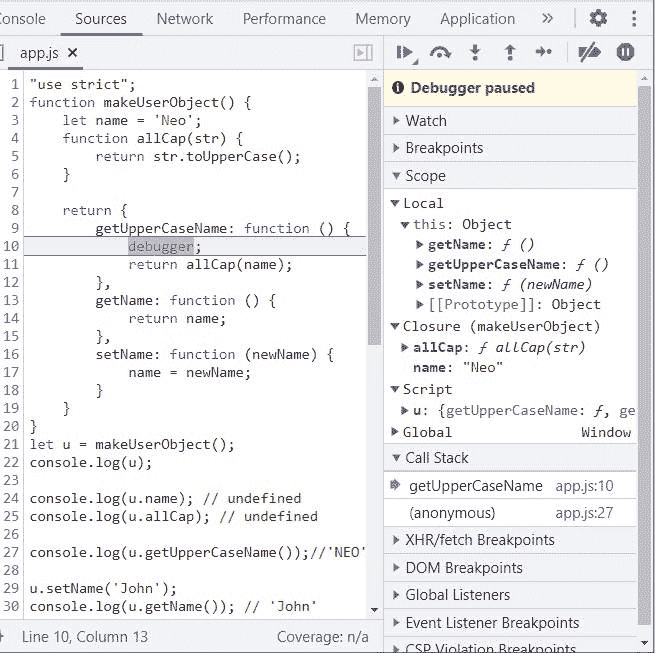 Console Sources Network Performance Memory Application »
app.js ×
1 "use strict";
2 function makeUserObject() {
3 let name = 'Neo';
4 function allCap(str) {
5 return str.toUpperCase();
6 }
7
8 return {
9 getUpperCaseName: function () {
10 debugger;
11 return allCap(name);
12 },
13 getName: function () {
14 return name;
15 },
16 setName: function (newName) {
17 name = newName;
18 }
19 }
20 }
21 let u = makeUserObject();
22 console.log(u);
23
24 console.log(u.name); // undefined
25 console.log(u.allCap); // undefined
26
27 console.log(u.getUpperCaseName());//'NEO'
28
29 u.setName('John');
30 console.log(u.getName()); // 'John'
Line 10, Column 13 Coverage: n/a
Debugger paused
Watch
Breakpoints
Scope
Local
this: Object
getName: ƒ ()
getUpperCaseName: ƒ ()
setName: ƒ (newName)
[[Prototype]]: Object
Closure (makeUserObject)
allCap: ƒ allCap(str)
name: "Neo"
Script
u: {getUpperCaseName: ƒ, ge
Global Window
Call Stack
getUpperCaseName app.js:10
(anonymous) app.js:27
XHR/fetch Breakpoints
DOM Breakpoints
Global Listeners
Event Listener Breakpoints
CSP Violation Breakpoints